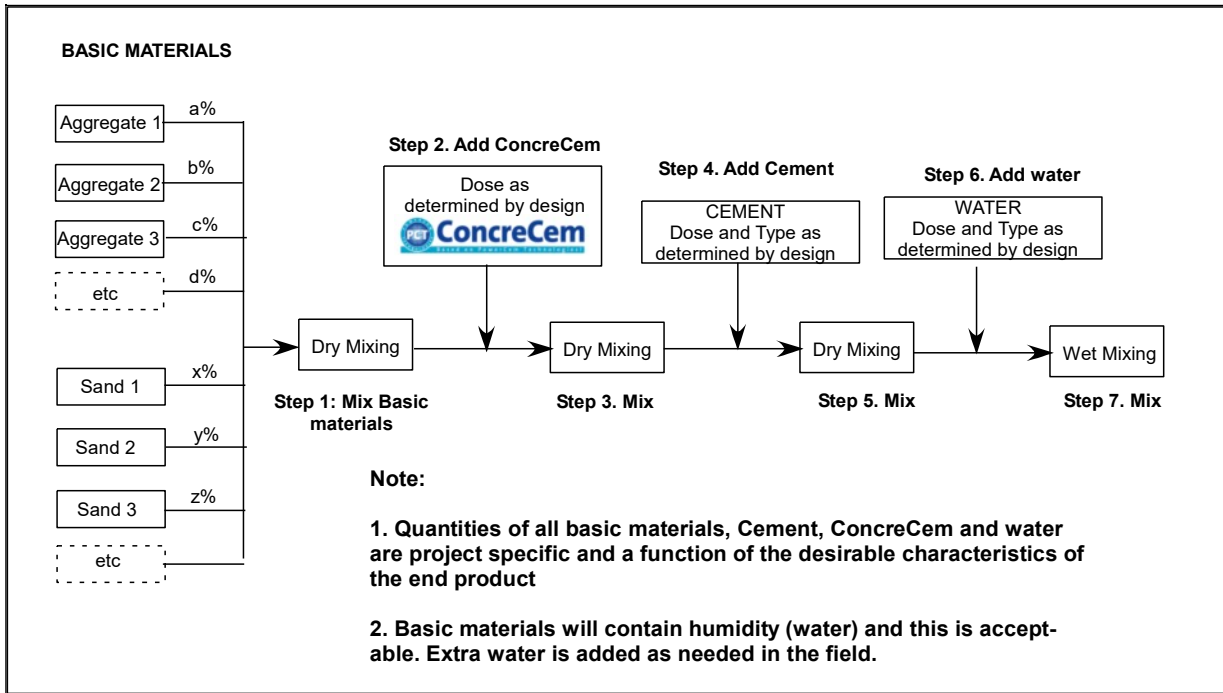 BASIC MATERIALS
Aggregate 1
a%
Aggregate 2
b%
Aggregate 3
c%
etc
d%
Sand 1
x%
Sand 2
y%
Sand 3
z%
etc
Dry Mixing
Step 1: Mix Basic
materials
Step 2. Add ConcreCem
Dose as
determined by design
PCT
ConcreCem
Dry Mixing
Step 3. Mix
Step 4. Add Cement
CEMENT
Dose and Type as
determined by design
Dry Mixing
Step 5. Mix
Step 6. Add water
WATER
Dose and Type as
determined by design
Wet Mixing
Step 7. Mix
Note:
1. Quantities of all basic materials, Cement, ConcreCem and water
are project specific and a function of the desirable characteristics of
the end product
2. Basic materials will contain humidity (water) and this is accept-
able. Extra water is added as needed in the field.